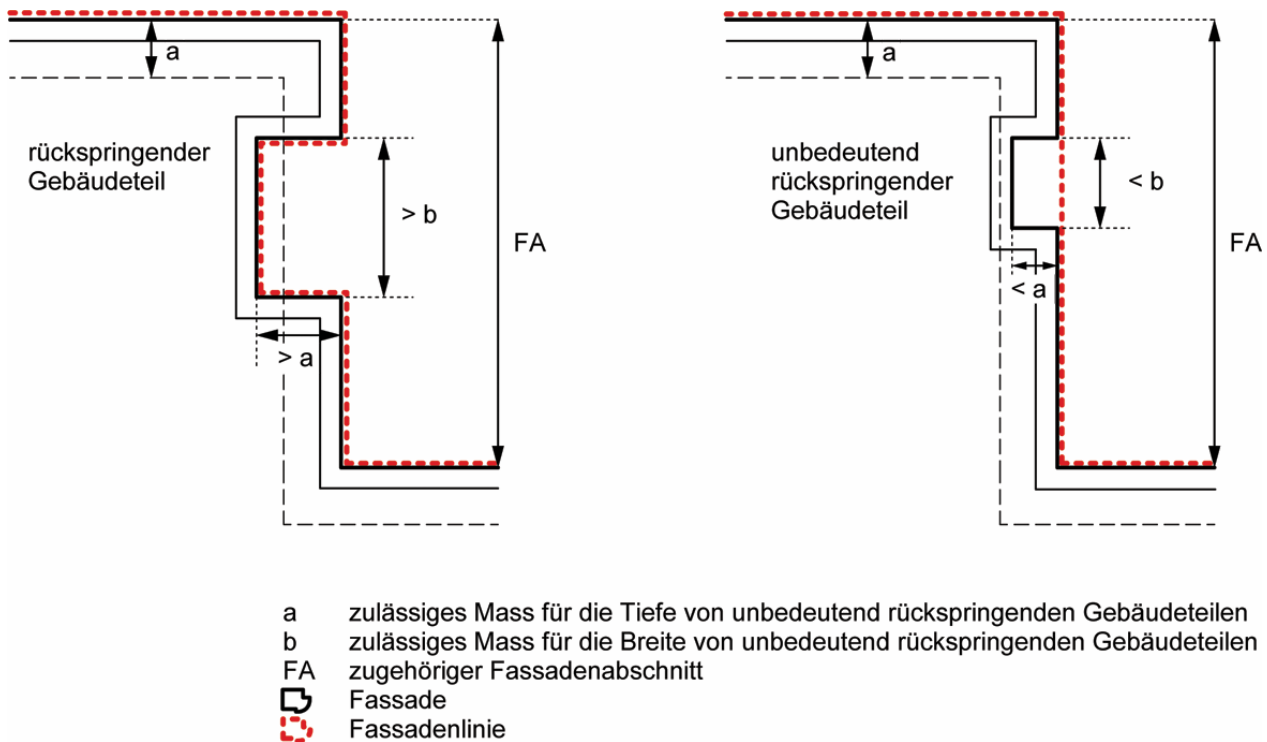 a
rückspringender
Gebäudeteil
> b
FA
> a
a
unbedeutend
rückspringender
Gebäudeteil
< b
FA
< a
a zulässiges Mass für die Tiefe von unbedeutend rückspringenden Gebäudeteilen
b zulässiges Mass für die Breite von unbedeutend rückspringenden Gebäudeteilen
FA zugehöriger Fassadenabschnitt
Fassade
Fassadenlinie